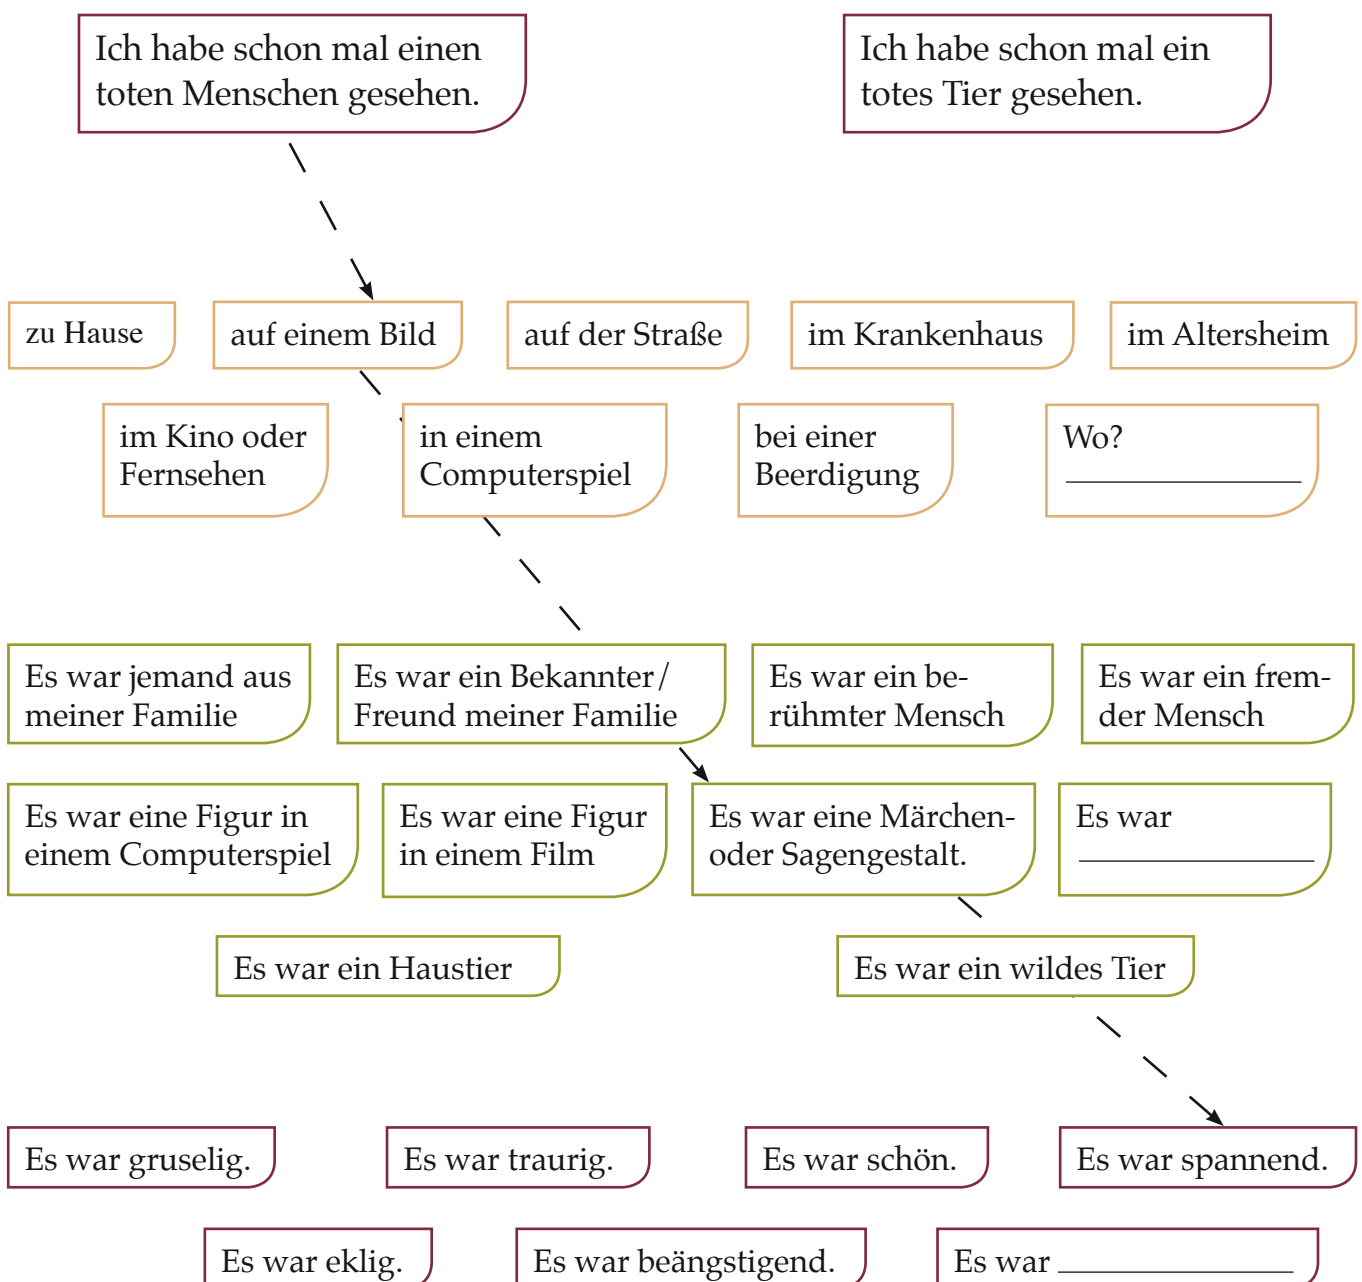 Ich habe schon mal einen
toten Menschen gesehen.
Ich habe schon mal ein
totes Tier gesehen.
zu Hause
auf einem Bild
auf der Straße
im Krankenhaus
im Altersheim
im Kino oder
Fernsehen
in einem
Computerspiel
bei einer
Beerdigung
Wo?
Es war jemand aus
meiner Familie
Es war ein Bekannter/
Freund meiner Familie
Es war ein be-
rühmter Mensch
Es war ein frem-
der Mensch
Es war eine Figur in
einem Computerspiel
Es war eine Figur
in einem Film
Es war eine Märchen-
oder Sagengestalt.
Es war
Es war ein Haustier
Es war ein wildes Tier
Es war gruselig.
Es war traurig.
Es war schön.
Es war spannend.
Es war eklig.
Es war beängstigend.
Es war